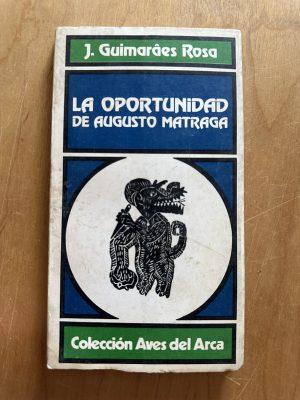 J. Guimarães Rosa
LA OPORTUNIDAD
DE AUGUSTO MATRAGA
Colección Aves del Arca